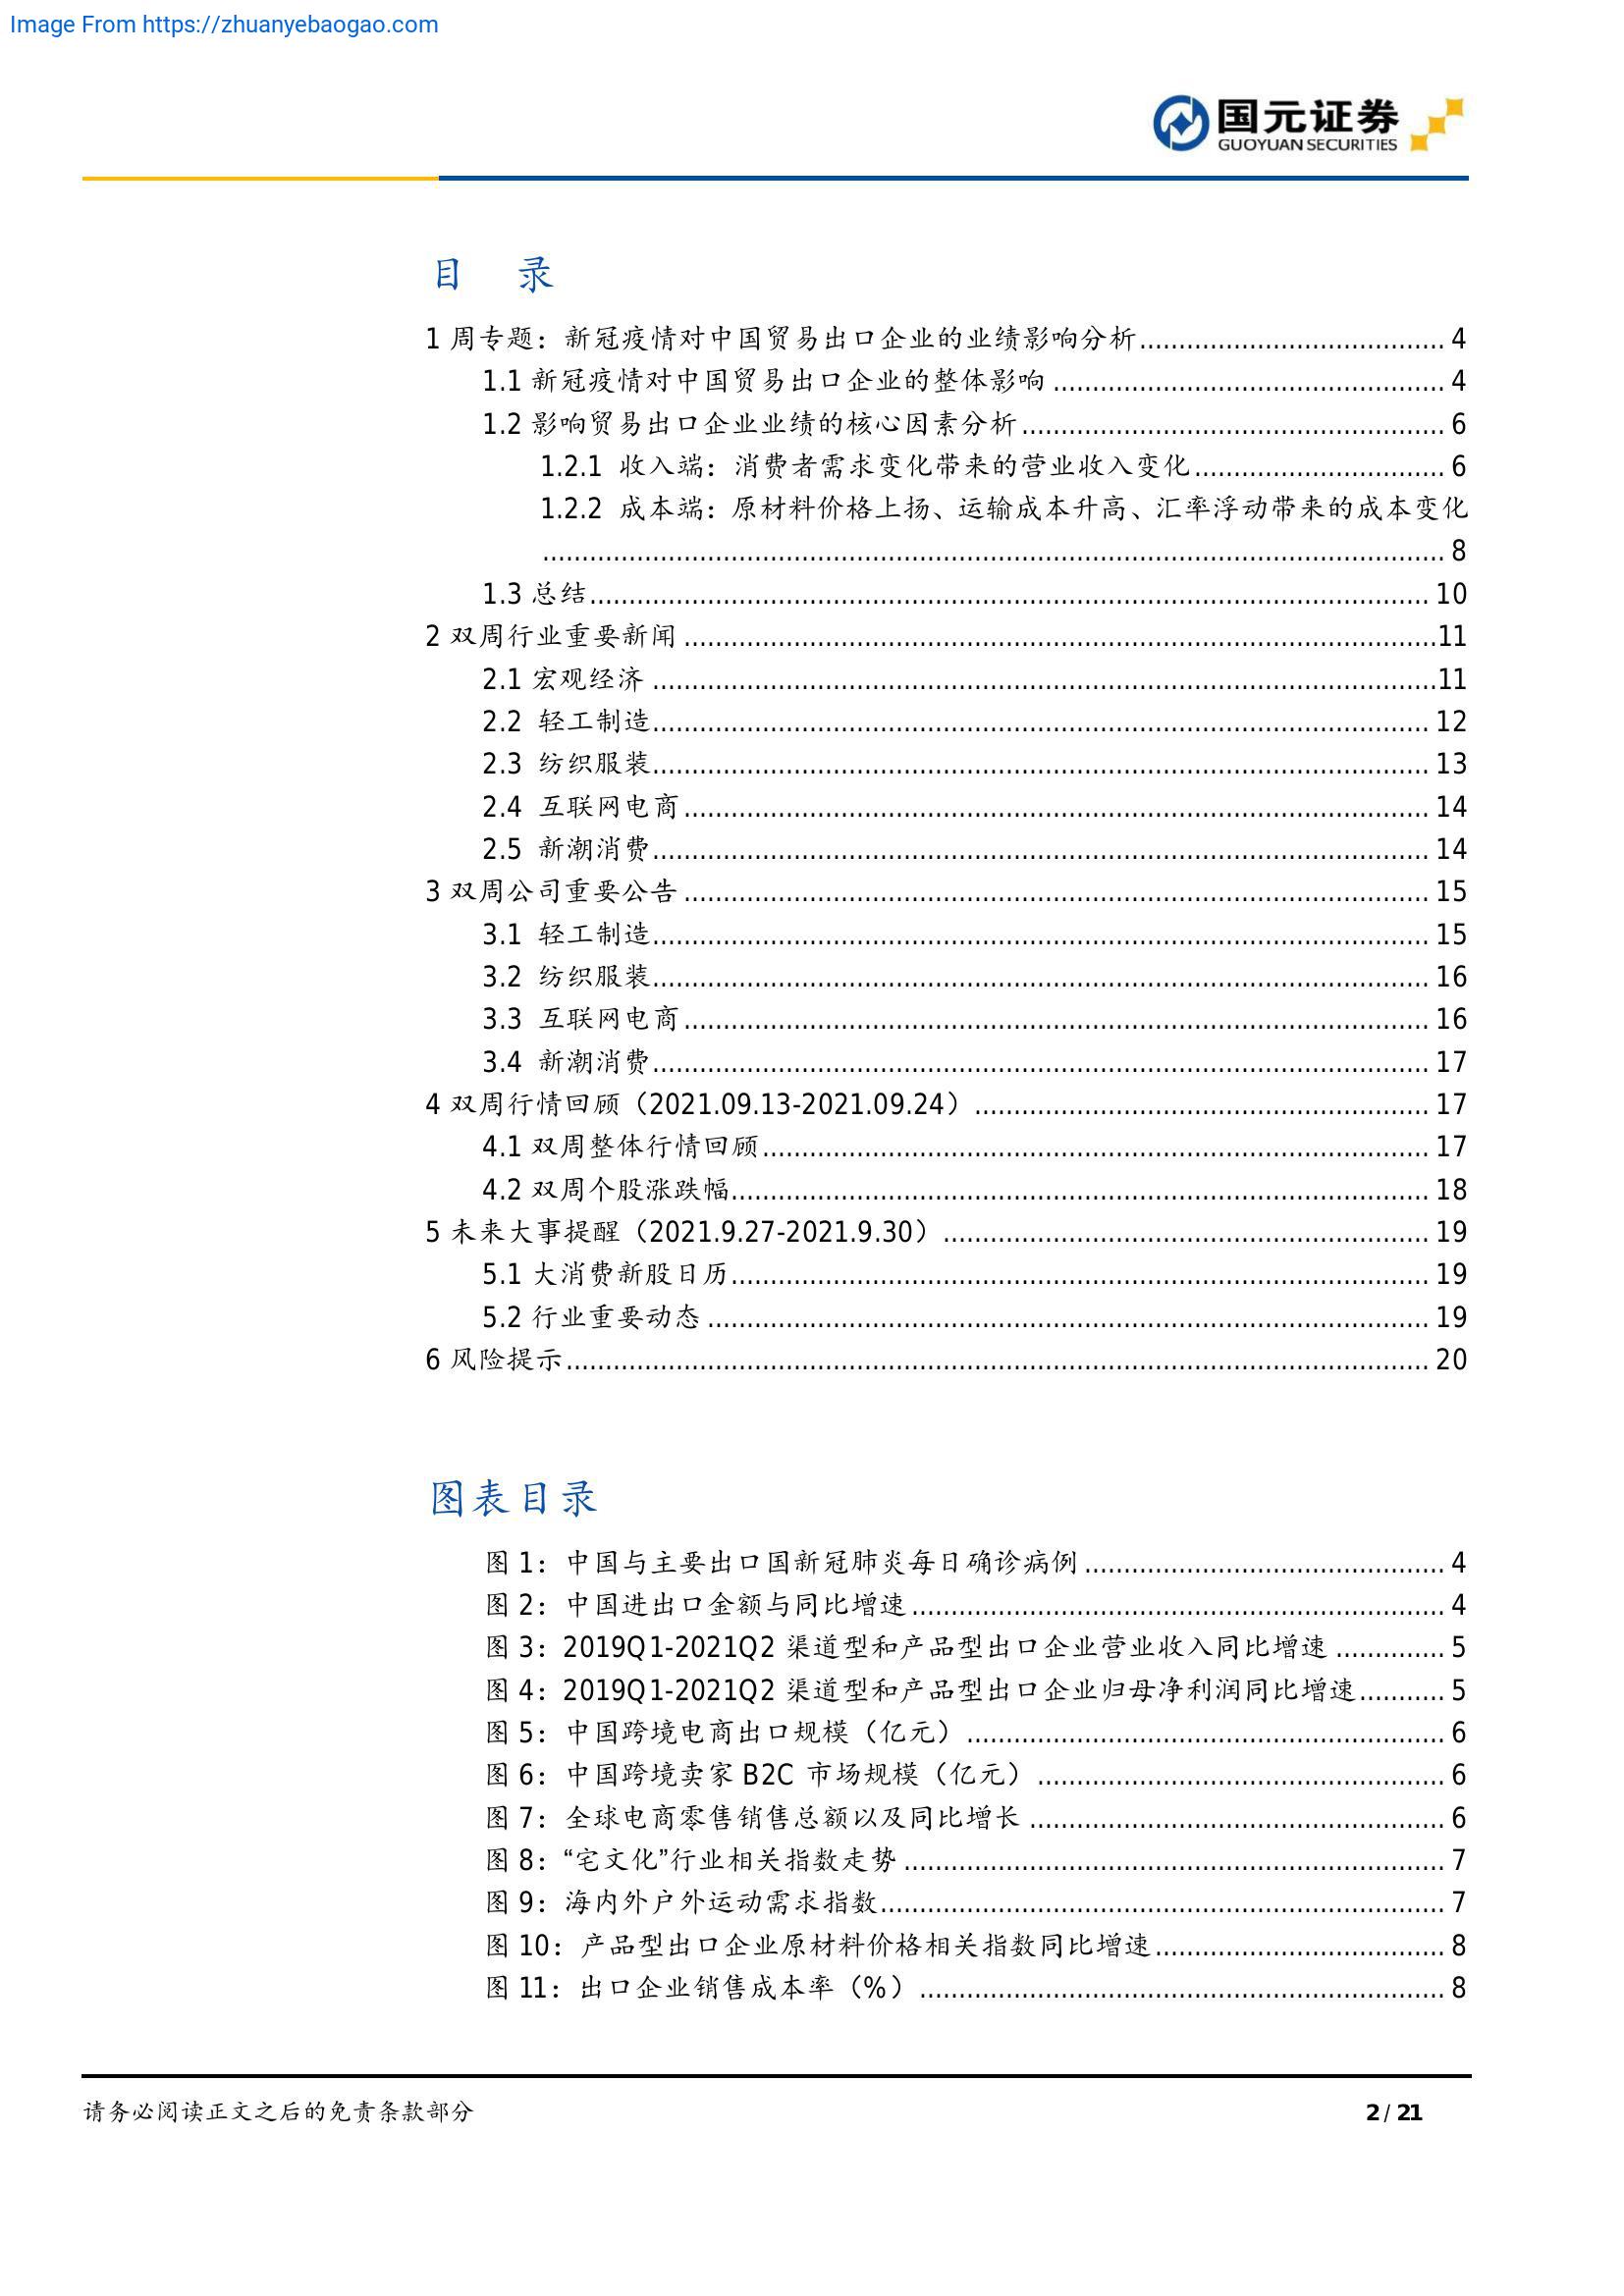 Image From https://zhuanyebaogao.com
国元证券
GUOYUAN SECURITIES
目 录
1 周专题：新冠疫情对中国贸易出口企业的业绩影响分析........................................ 4
1.1 新冠疫情对中国贸易出口企业的整体影响 .................................................. 4
1.2 影响贸易出口企业业绩的核心因素分析...................................................... 6
1.2.1 收入端：消费者需求变化带来的营业收入变化................................ 6
1.2.2 成本端：原材料价格上扬、运输成本升高、汇率浮动带来的成本变化
................................................................................................................... 8
1.3 总结........................................................................................................... 10
2 双周行业重要新闻 ................................................................................................11
2.1 宏观经济 ....................................................................................................11
2.2 轻工制造................................................................................................... 12
2.3 纺织服装................................................................................................... 13
2.4 互联网电商............................................................................................... 14
2.5 新潮消费................................................................................................... 14
3 双周公司重要公告 ............................................................................................... 15
3.1 轻工制造................................................................................................... 15
3.2 纺织服装................................................................................................... 16
3.3 互联网电商............................................................................................... 16
3.4 新潮消费................................................................................................... 17
4 双周行情回顾（2021.09.13-2021.09.24）.......................................................... 17
4.1 双周整体行情回顾..................................................................................... 17
4.2 双周个股涨跌幅......................................................................................... 18
5 未来大事提醒（2021.9.27-2021.9.30）.............................................................. 19
5.1 大消费新股日历......................................................................................... 19
5.2 行业重要动态 ............................................................................................ 19
6 风险提示.............................................................................................................. 20
图表目录
图 1：中国与主要出口国新冠肺炎每日确诊病例 .............................................. 4
图 2：中国进出口金额与同比增速.................................................................... 4
图 3：2019Q1-2021Q2 渠道型和产品型出口企业营业收入同比增速 .............. 5
图 4：2019Q1-2021Q2 渠道型和产品型出口企业归母净利润同比增速........... 5
图 5：中国跨境电商出口规模（亿元）............................................................. 6
图 6：中国跨境卖家 B2C 市场规模（亿元）.................................................... 6
图 7：全球电商零售销售总额以及同比增长 ..................................................... 6
图 8：“宅文化”行业相关指数走势 ..................................................................... 7
图 9：海内外户外运动需求指数........................................................................ 7
图 10：产品型出口企业原材料价格相关指数同比增速..................................... 8
图 11：出口企业销售成本率（%）................................................................... 8
请务必阅读正文之后的免责条款部分
2 / 21